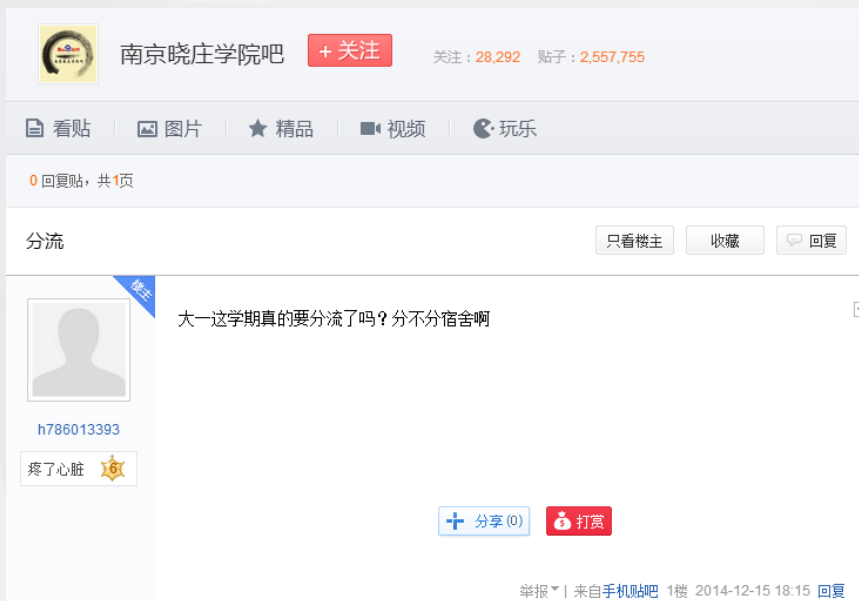 南京晓庄学院吧
+ 关注
关注：28,292 贴子：2,557,755
看贴 图片 精品 视频 玩乐
0 回复贴，共1页
分流
只看楼主 收藏 回复
楼主
大一这学期真的要分流了吗？分不分宿舍啊
h786013393
疼了心脏 6
分享(0) 打赏
举报 | 来自手机贴吧 1楼 2014-12-15 18:15 回复